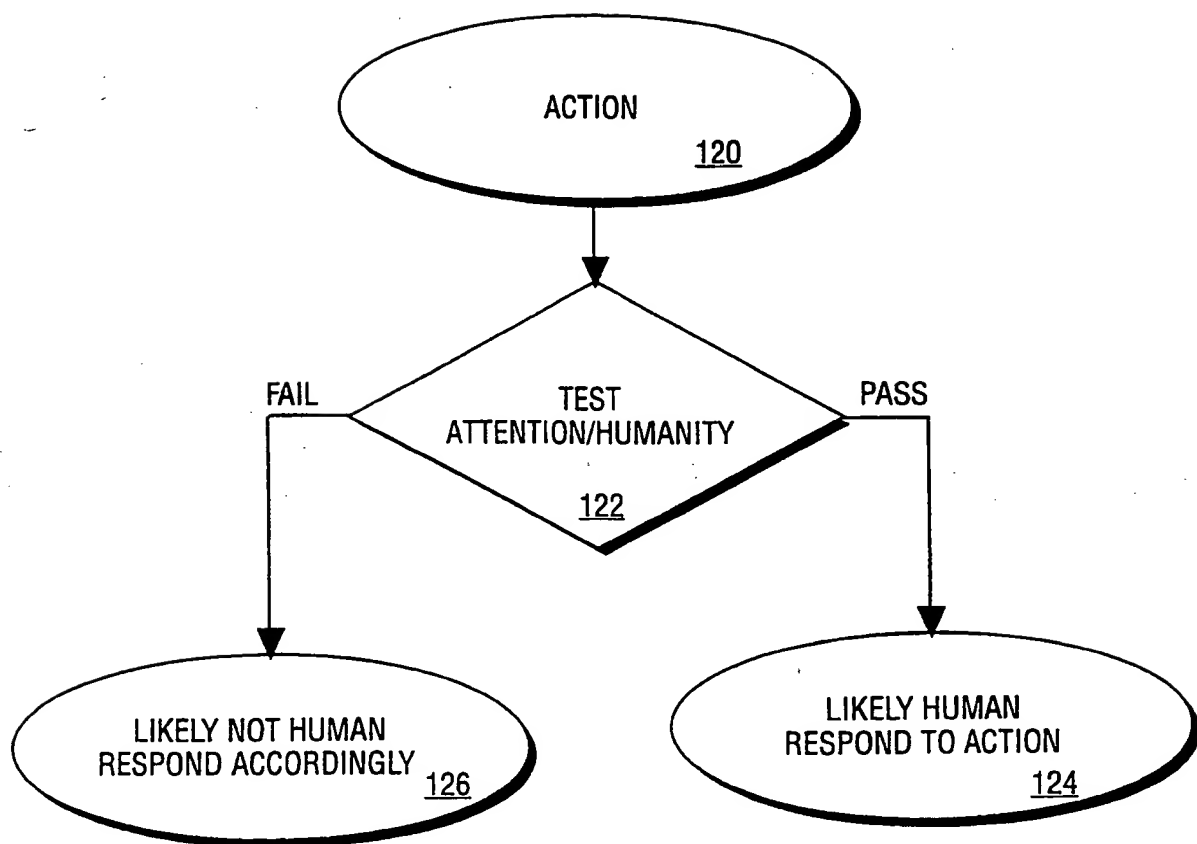 ACTION
120
FAIL
PASS
TEST
ATTENTION/HUMANITY
122
LIKELY NOT HUMAN
RESPOND ACCORDINGLY
126
LIKELY HUMAN
RESPOND TO ACTION
124